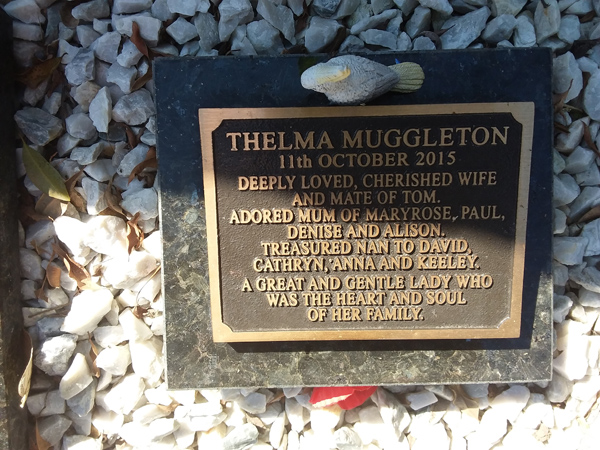 THELMA MUGGLETON
11TH OCTOBER 2015
DEEPLY LOVED, CHERISHED WIFE
AND MATE OF TOM.
ADORED MUM OF MARYROSE, PAUL,
DENISE AND ALISON.
TREASURED NAN TO DAVID,
CATHRYN, ANNA AND KEELEY.
A GREAT AND GENTLE LADY WHO
WAS THE HEART AND SOUL
OF HER FAMILY.